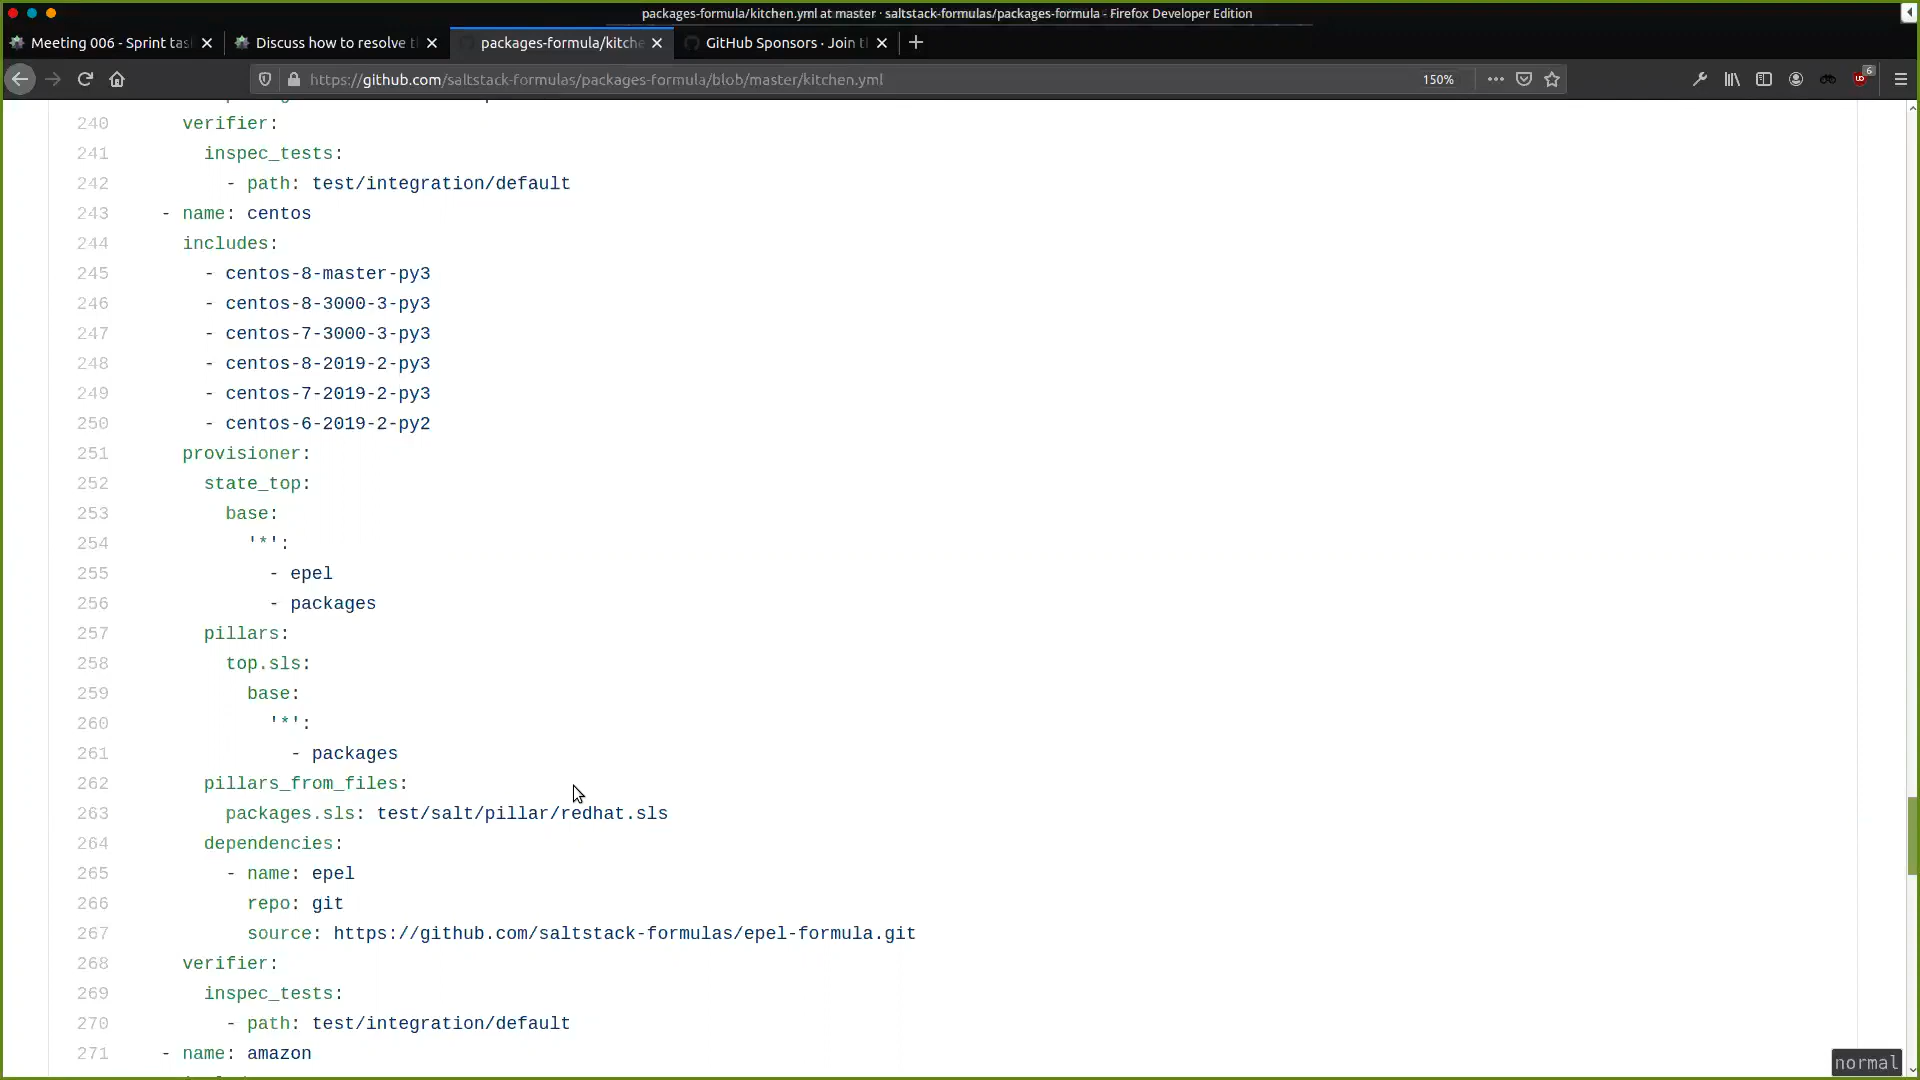 packages-formula/kitchen.yml at master · saltstack-formulas/packages-formula - Firefox Developer Edition
Meeting 006 - Sprint tas
Discuss how to resolve t
packages-formula/kitche
GitHub Sponsors · Join t
https://github.com/saltstack-formulas/packages-formula/blob/master/kitchen.yml
150%
6
240 verifier:
241 inspec_tests:
242 - path: test/integration/default
243 - name: centos
244 includes:
245 - centos-8-master-py3
246 - centos-8-3000-3-py3
247 - centos-7-3000-3-py3
248 - centos-8-2019-2-py3
249 - centos-7-2019-2-py3
250 - centos-6-2019-2-py2
251 provisioner:
252 state_top:
253 base:
254 '*':
255 - epel
256 - packages
257 pillars:
258 top.sls:
259 base:
260 '*':
261 - packages
262 pillars_from_files:
263 packages.sls: test/salt/pillar/redhat.sls
264 dependencies:
265 - name: epel
266 repo: git
267 source: https://github.com/saltstack-formulas/epel-formula.git
268 verifier:
269 inspec_tests:
270 - path: test/integration/default
271 - name: amazon
normal